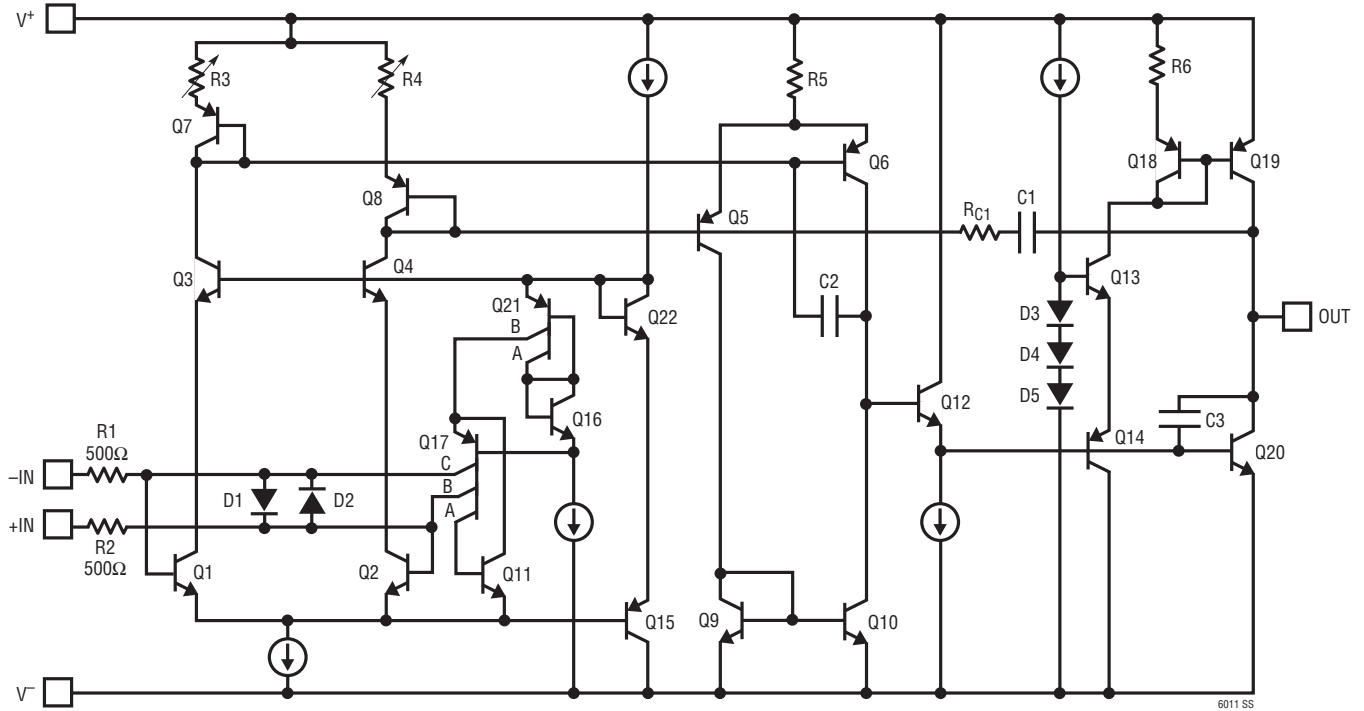 V+
R3
R4
R5
R6
Q7
Q6
Q18
Q19
Q8
Q5
RC1
C1
Q3
Q4
Q21
B
A
Q22
C2
Q13
D3
D4
D5
OUT
Q16
Q12
C3
R1
500Ω
–IN
Q17
C
B
A
D1
D2
Q14
Q20
+IN
R2
500Ω
Q1
Q2
Q11
Q15
Q9
Q10
V–
6011 SS